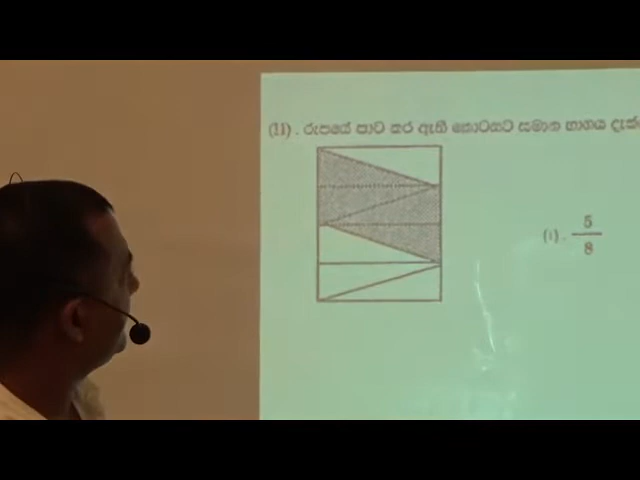 (11) . රූපයේ පාට කර ඇති කොටසට සමාන භාගය
(i) . 5/8